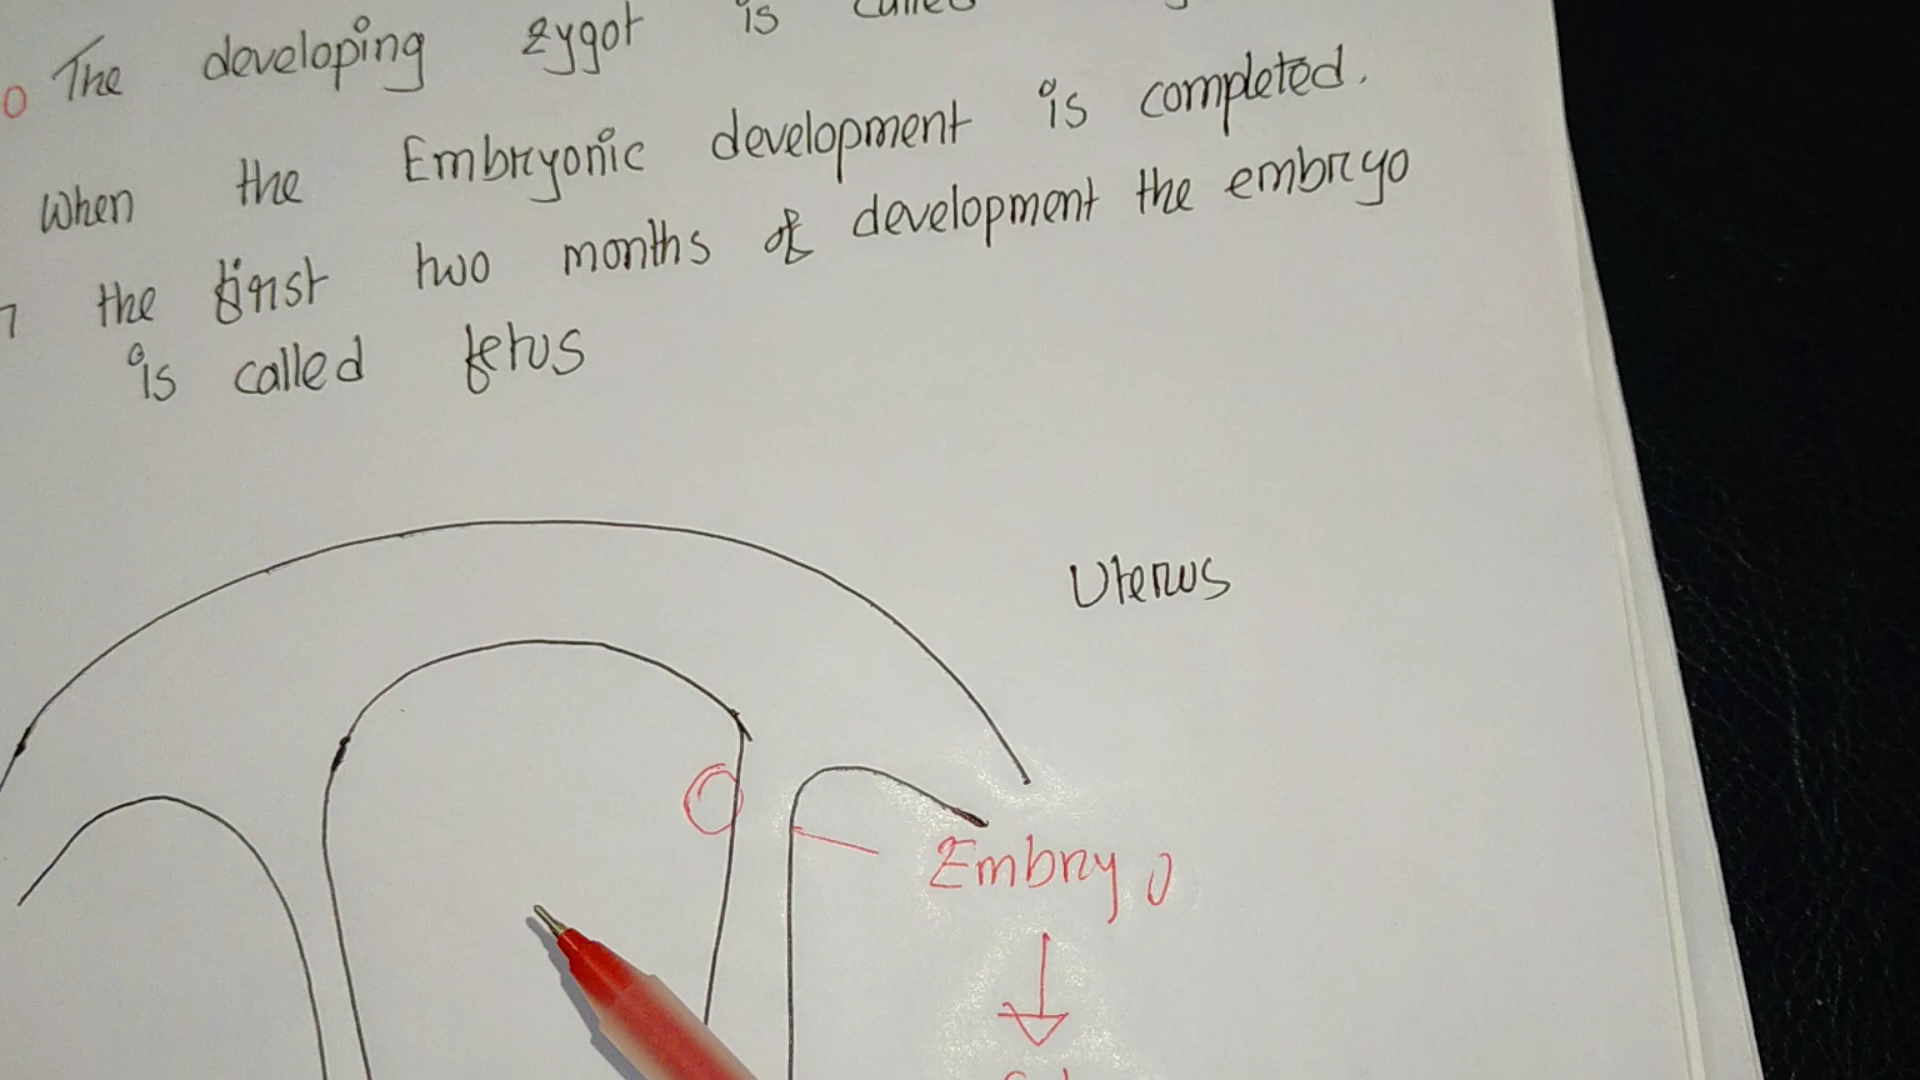 The developing zygot is called
When the Embryonic development is completed.
the first two months of development the embryo
is called fetus
Uterus
Embryo